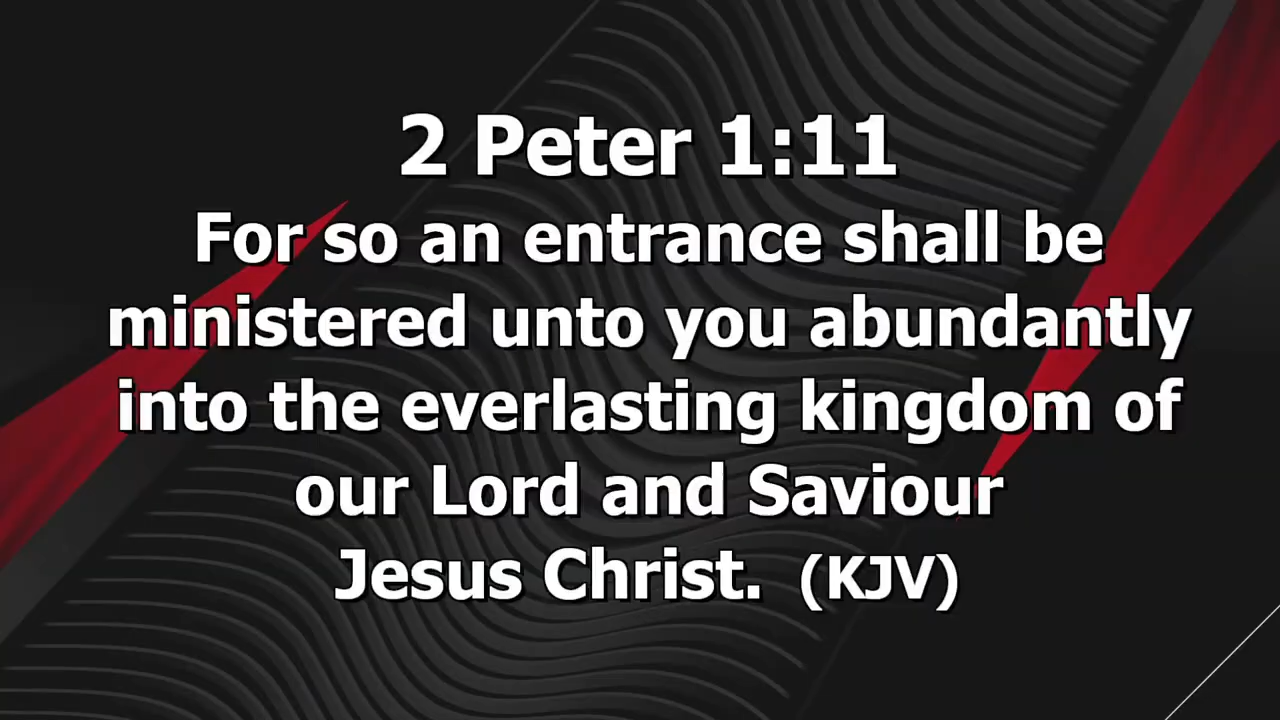 2 Peter 1:11
For so an entrance shall be
ministered unto you abundantly
into the everlasting kingdom of
our Lord and Saviour
Jesus Christ. (KJV)